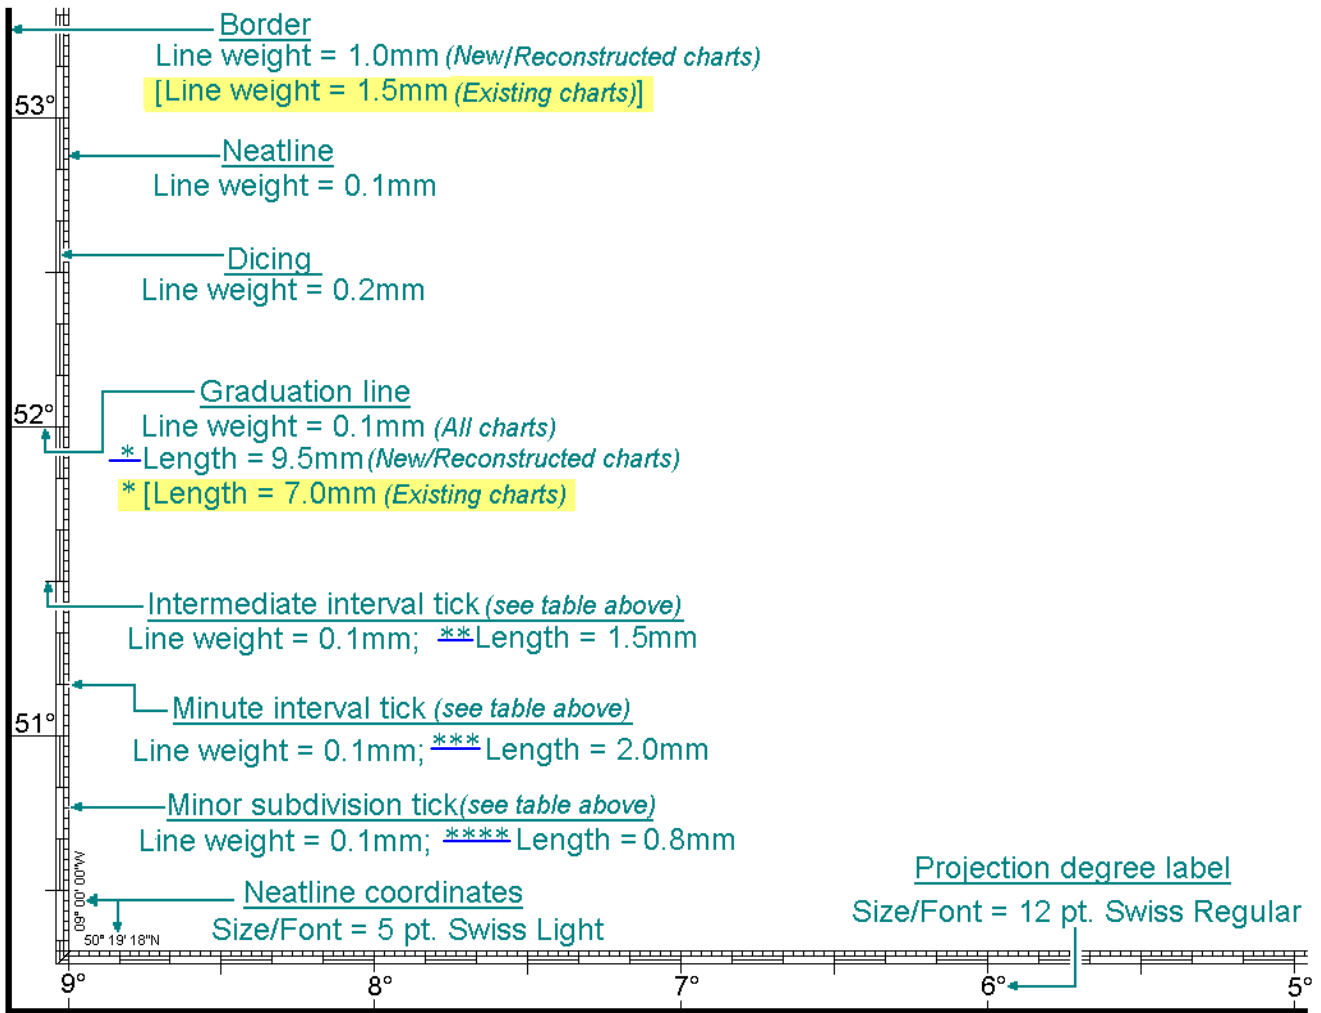 Border
Line weight = 1.0mm (New/Reconstructed charts)
[Line weight = 1.5mm (Existing charts)]
53°
Neatline
Line weight = 0.1mm
Dicing
Line weight = 0.2mm
Graduation line
52°
Line weight = 0.1mm (All charts)
*Length = 9.5mm (New/Reconstructed charts)
* [Length = 7.0mm (Existing charts)
Intermediate interval tick (see table above)
Line weight = 0.1mm; **Length = 1.5mm
Minute interval tick (see table above)
51°
Line weight = 0.1mm; *** Length = 2.0mm
Minor subdivision tick(see table above)
Line weight = 0.1mm; **** Length = 0.8mm
09° 00' 00"W
Neatline coordinates
Size/Font = 5 pt. Swiss Light
50° 19' 18"N
Projection degree label
Size/Font = 12 pt. Swiss Regular
9° 8° 7° 6° 5°